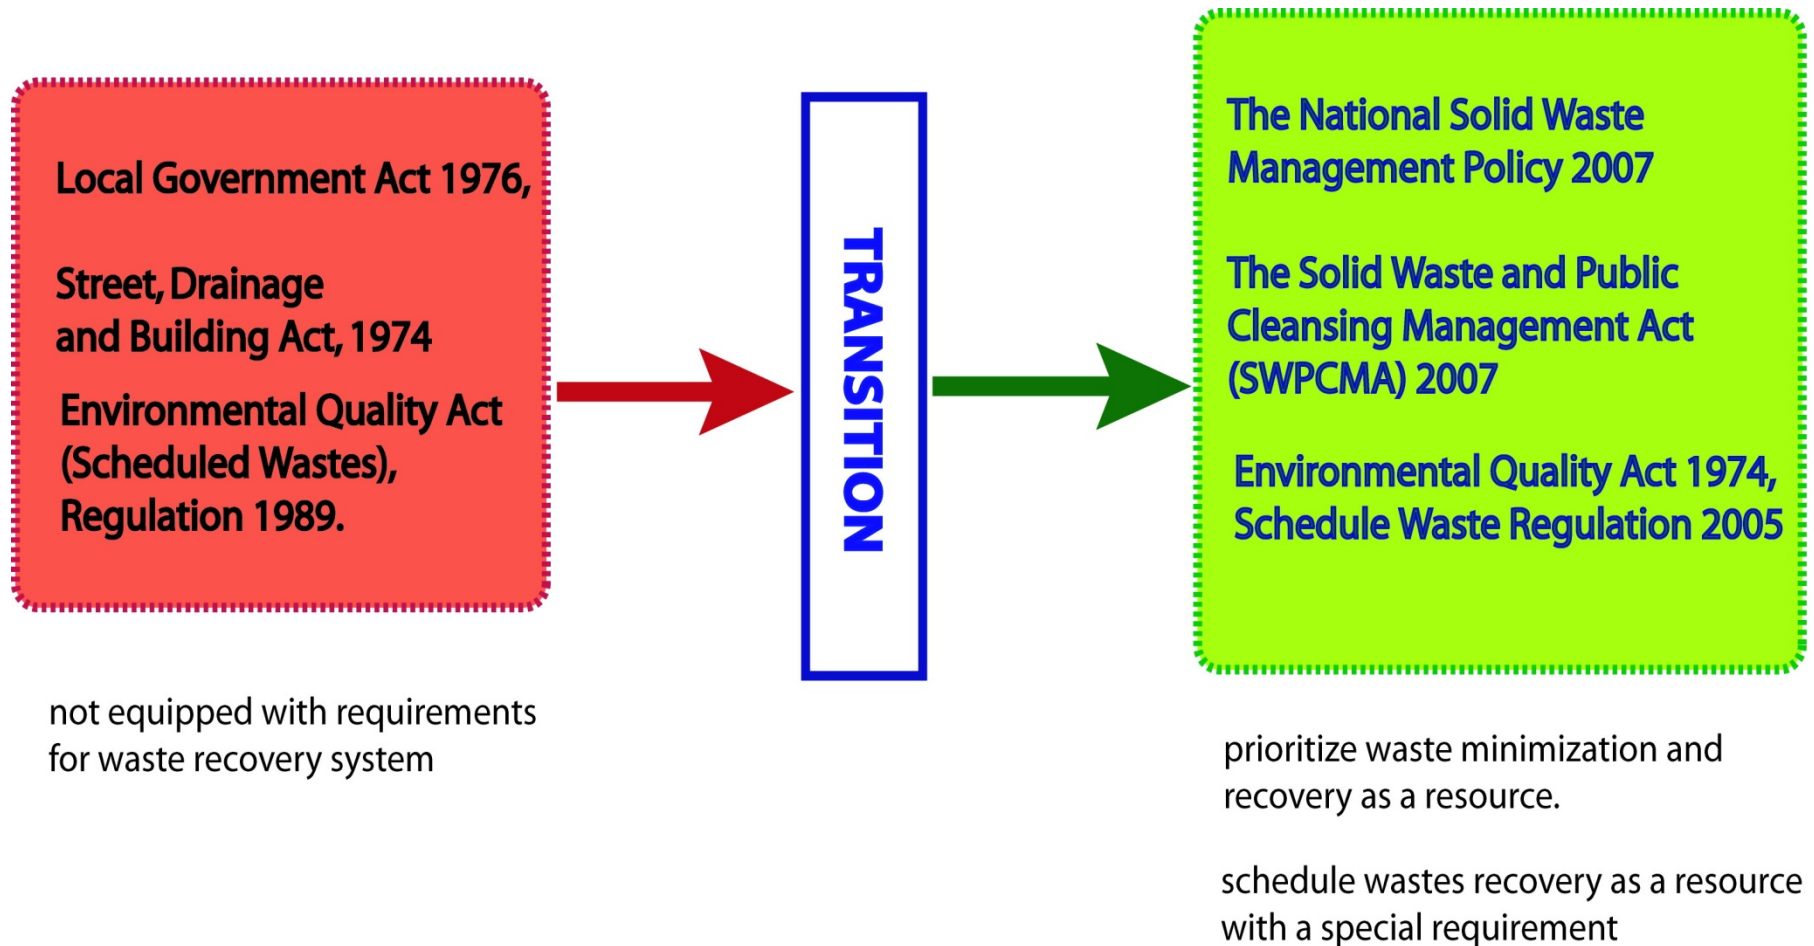 Local Government Act 1976,
Street, Drainage
and Building Act, 1974
Environmental Quality Act
(Scheduled Wastes),
Regulation 1989.
not equipped with requirements
for waste recovery system
TRANSITION
The National Solid Waste
Management Policy 2007
The Solid Waste and Public
Cleansing Management Act
(SWPCMA) 2007
Environmental Quality Act 1974,
Schedule Waste Regulation 2005
prioritize waste minimization and
recovery as a resource.
schedule wastes recovery as a resource
with a special requirement